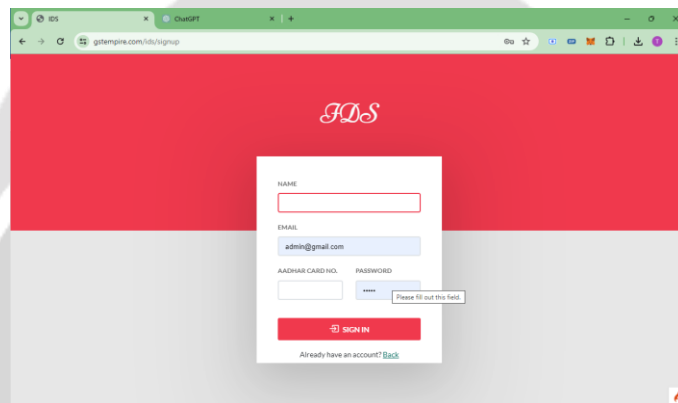 IDS
ChatGPT
gstempire.com/ids/signup
IDS
NAME
EMAIL
admin@gmail.com
AADHAR CARD NO. PASSWORD
•••••
Please fill out this field.
SIGN IN
Already have an account? Back